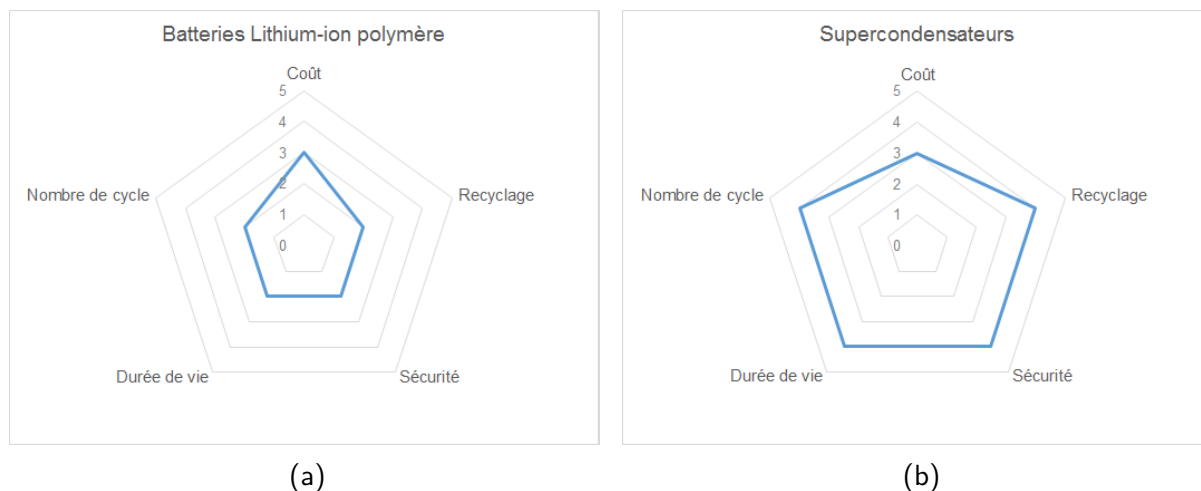 Batteries Lithium-ion polymère
Coût
5
4
3
2
1
0
Nombre de cycle
Recyclage
Durée de vie
Sécurité
(a)
Supercondensateurs
Coût
5
4
3
2
1
0
Nombre de cycle
Recyclage
Durée de vie
Sécurité
(b)